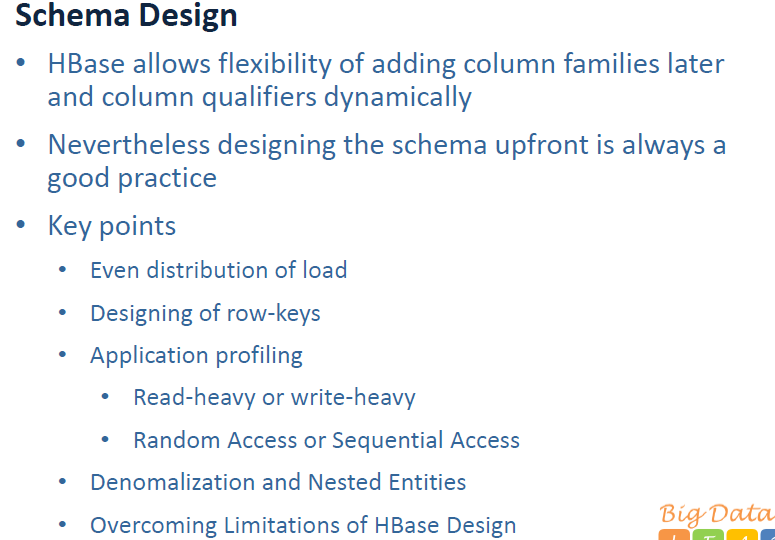 Schema Design
• HBase allows flexibility of adding column families later
and column qualifiers dynamically
• Nevertheless designing the schema upfront is always a
good practice
• Key points
• Even distribution of load
• Designing of row-keys
• Application profiling
• Read-heavy or write-heavy
• Random Access or Sequential Access
• Denomalization and Nested Entities
• Overcoming Limitations of HBase Design
Big Data